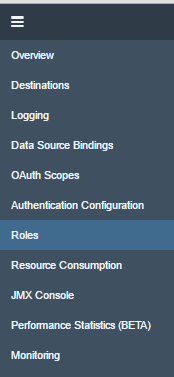 Overview
Destinations
Logging
Data Source Bindings
OAuth Scopes
Authentication Configuration
Roles
Resource Consumption
JMX Console
Performance Statistics (BETA)
Monitoring